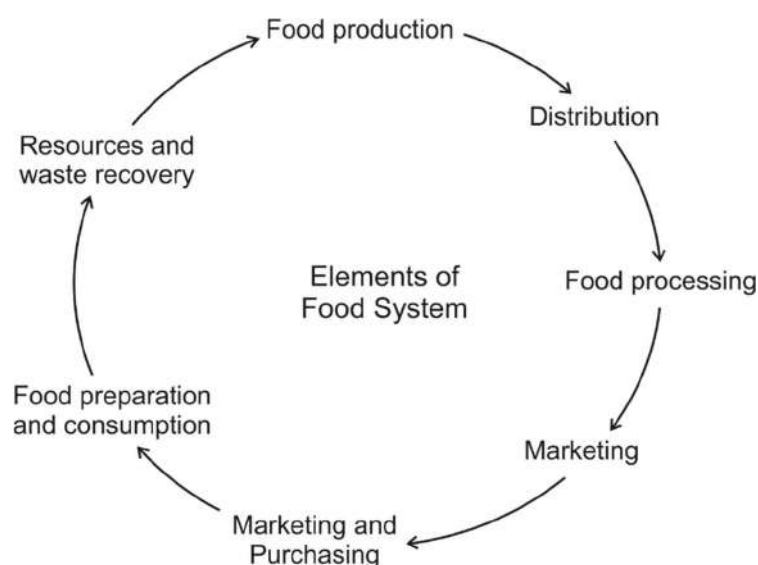 Food production
Distribution
Food processing
Marketing
Marketing and
Purchasing
Food preparation
and consumption
Resources and
waste recovery
Elements of
Food System